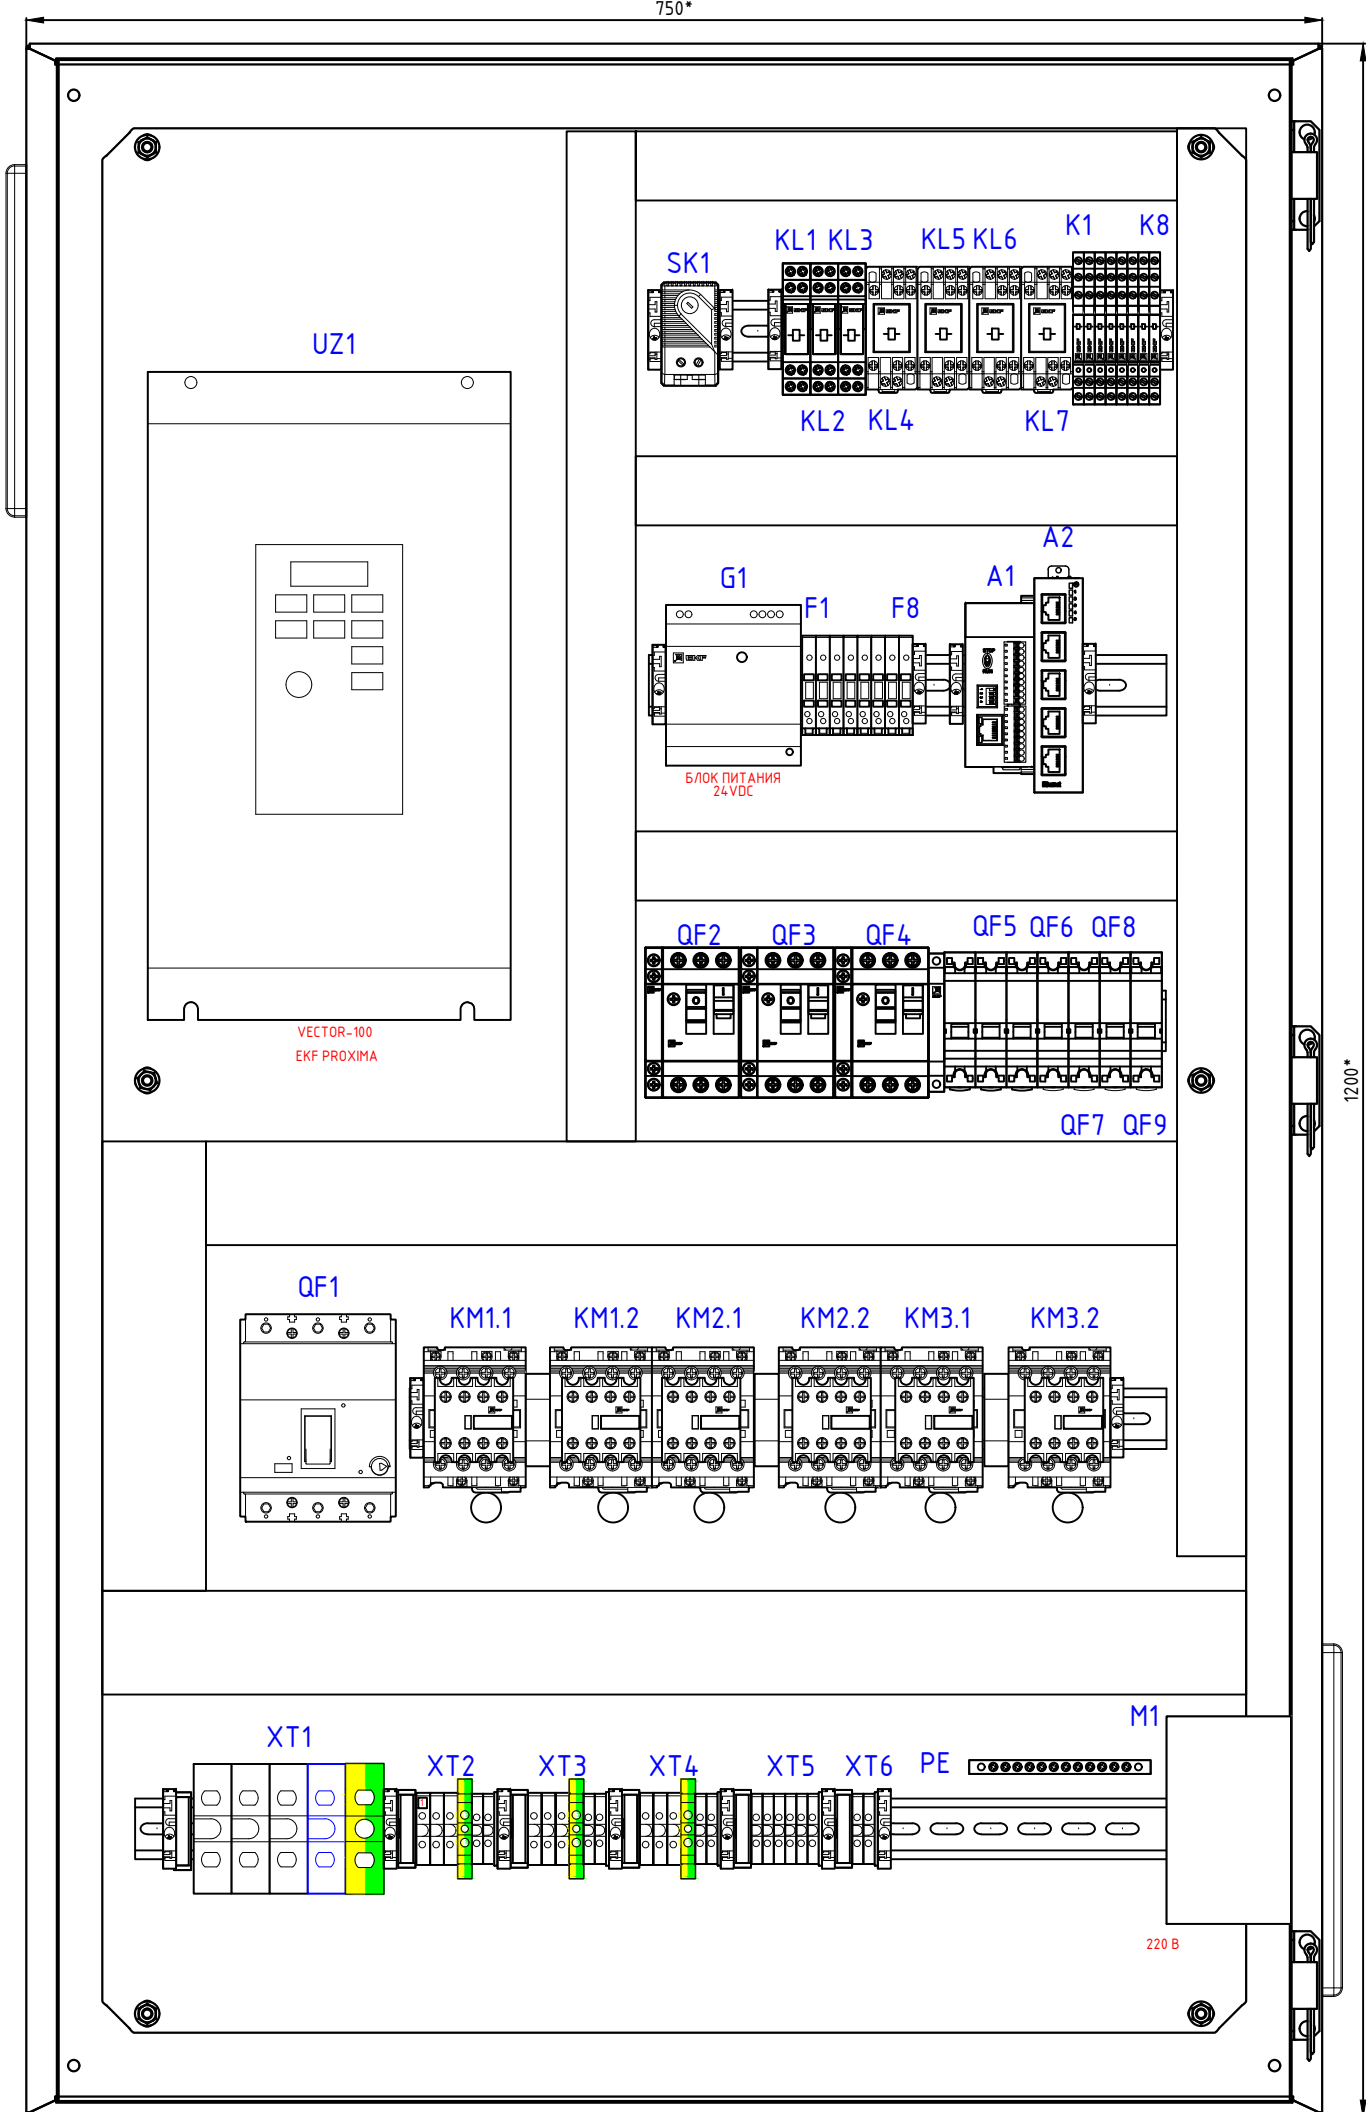 750*
K1 K8
KL1 KL3 KL5 KL6
SK1
UZ1
KL2 KL4 KL7
A2
G1 A1
F1 F8
EKF
БЛОК ПИТАНИЯ
24VDC
QF2 QF3 QF4 QF5 QF6 QF8
VECTOR-100
EKF PROXIMA
1200*
QF7 QF9
QF1
KM1.1 KM1.2 KM2.1 KM2.2 KM3.1 KM3.2
M1
XT1
XT2 XT3 XT4 XT5 XT6 PE
1
220 В